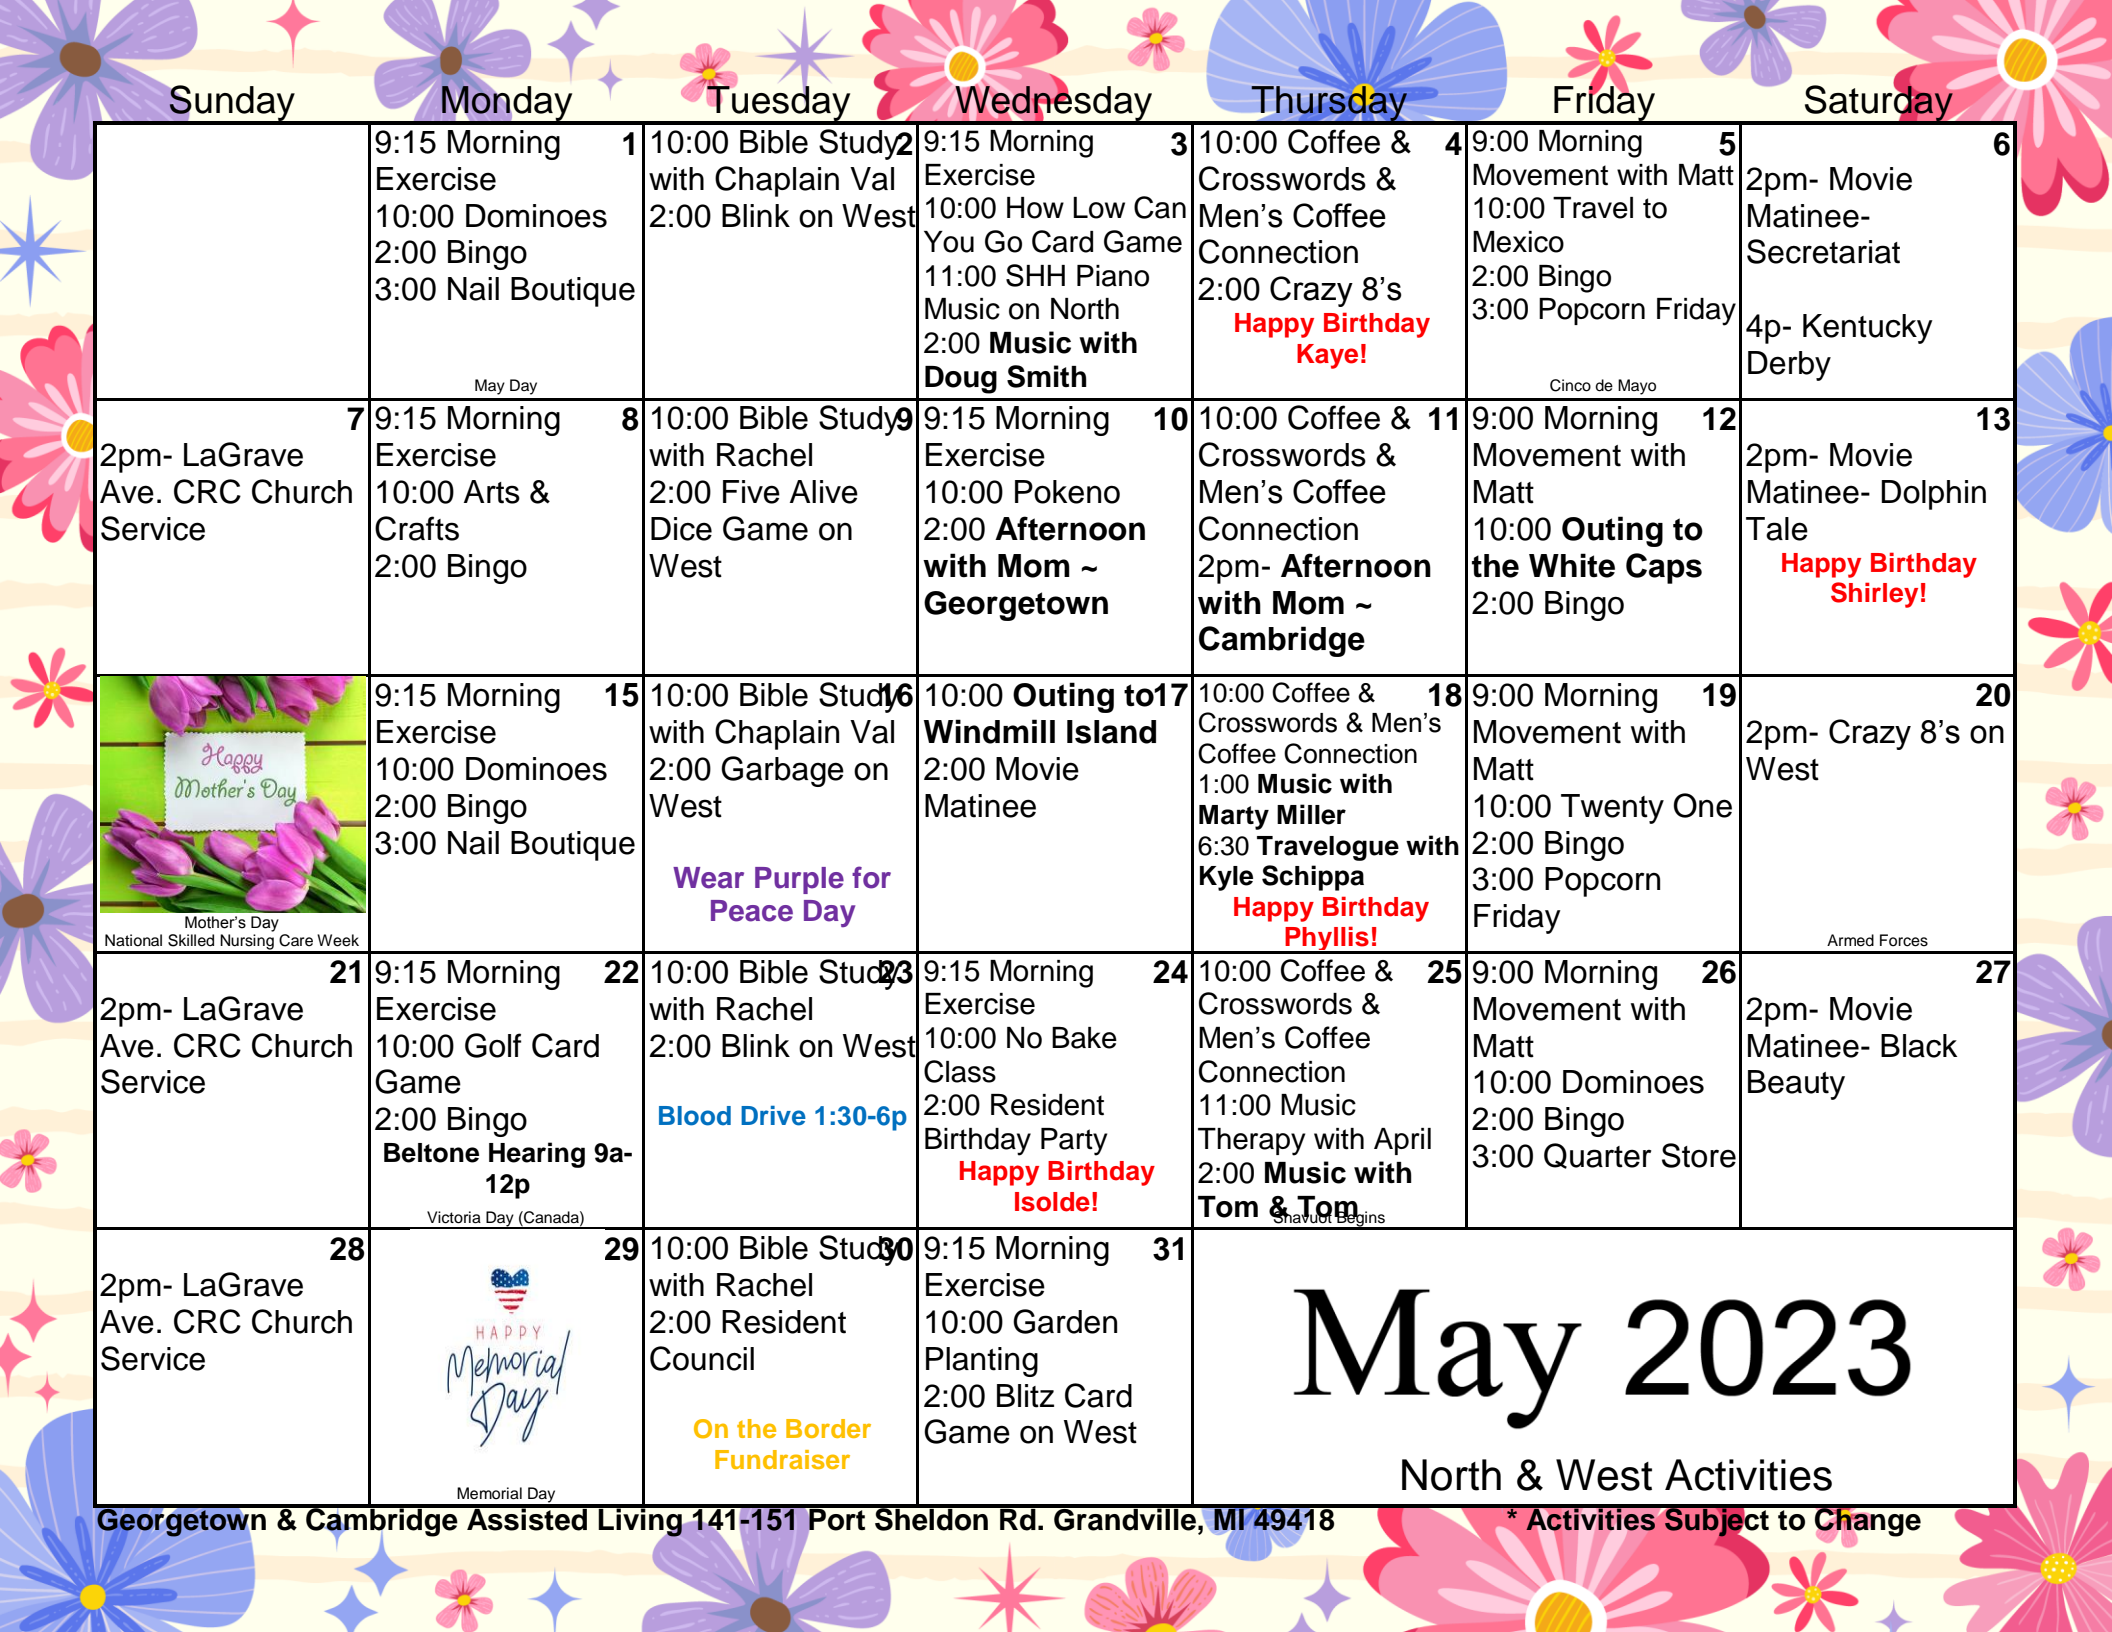 Sunday Monday Tuesday Wednesday Thursday Friday Saturday
1
9:15 Morning
Exercise
10:00 Dominoes
2:00 Bingo
3:00 Nail Boutique
May Day
2
10:00 Bible Study
with Chaplain Val
2:00 Blink on West
3
9:15 Morning
Exercise
10:00 How Low Can
You Go Card Game
11:00 SHH Piano
Music on North
2:00 Music with
Doug Smith
4
10:00 Coffee &
Crosswords &
Men's Coffee
Connection
2:00 Crazy 8's
Happy Birthday
Kaye!
5
9:00 Morning
Movement with Matt
10:00 Travel to
Mexico
2:00 Bingo
3:00 Popcorn Friday
Cinco de Mayo
6
2pm- Movie
Matinee-
Secretariat
4p- Kentucky
Derby
7
2pm- LaGrave
Ave. CRC Church
Service
8
9:15 Morning
Exercise
10:00 Arts &
Crafts
2:00 Bingo
9
10:00 Bible Study
with Rachel
2:00 Five Alive
Dice Game on
West
10
9:15 Morning
Exercise
10:00 Pokeno
2:00 Afternoon
with Mom ~
Georgetown
11
10:00 Coffee &
Crosswords &
Men's Coffee
Connection
2pm- Afternoon
with Mom ~
Cambridge
12
9:00 Morning
Movement with
Matt
10:00 Outing to
the White Caps
2:00 Bingo
13
2pm- Movie
Matinee- Dolphin
Tale
Happy Birthday
Shirley!
Happy
Mother's Day
Mother's Day
National Skilled Nursing Care Week
15
9:15 Morning
Exercise
10:00 Dominoes
2:00 Bingo
3:00 Nail Boutique
16
10:00 Bible Study
with Chaplain Val
2:00 Garbage on
West
Wear Purple for
Peace Day
17
10:00 Outing to
Windmill Island
2:00 Movie
Matinee
18
10:00 Coffee &
Crosswords & Men's
Coffee Connection
1:00 Music with
Marty Miller
6:30 Travelogue with
Kyle Schippa
Happy Birthday
Phyllis!
19
9:00 Morning
Movement with
Matt
10:00 Twenty One
2:00 Bingo
3:00 Popcorn
Friday
20
2pm- Crazy 8's on
West
Armed Forces
21
2pm- LaGrave
Ave. CRC Church
Service
22
9:15 Morning
Exercise
10:00 Golf Card
Game
2:00 Bingo
Beltone Hearing 9a-
12p
Victoria Day (Canada)
23
10:00 Bible Study
with Rachel
2:00 Blink on West
Blood Drive 1:30-6p
24
9:15 Morning
Exercise
10:00 No Bake
Class
2:00 Resident
Birthday Party
Happy Birthday
Isolde!
25
10:00 Coffee &
Crosswords &
Men's Coffee
Connection
11:00 Music
Therapy with April
2:00 Music with
Tom & Tom
Shavuot Begins
26
9:00 Morning
Movement with
Matt
10:00 Dominoes
2:00 Bingo
3:00 Quarter Store
27
2pm- Movie
Matinee- Black
Beauty
28
2pm- LaGrave
Ave. CRC Church
Service
29
HAPPY
Memorial
Day
Memorial Day
30
10:00 Bible Study
with Rachel
2:00 Resident
Council
On the Border
Fundraiser
31
9:15 Morning
Exercise
10:00 Garden
Planting
2:00 Blitz Card
Game on West
May 2023
North & West Activities
Georgetown & Cambridge Assisted Living 141-151 Port Sheldon Rd. Grandville, MI 49418
* Activities Subject to Change